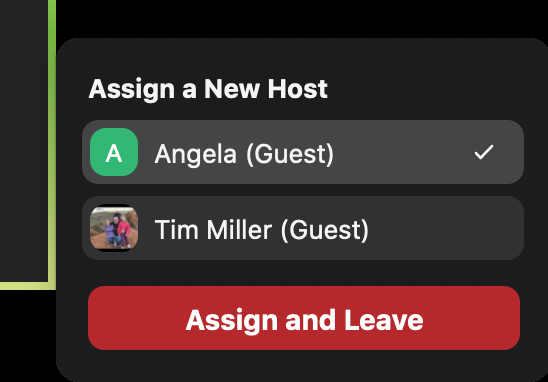 Assign a New Host
A Angela (Guest)
Tim Miller (Guest)
Assign and Leave